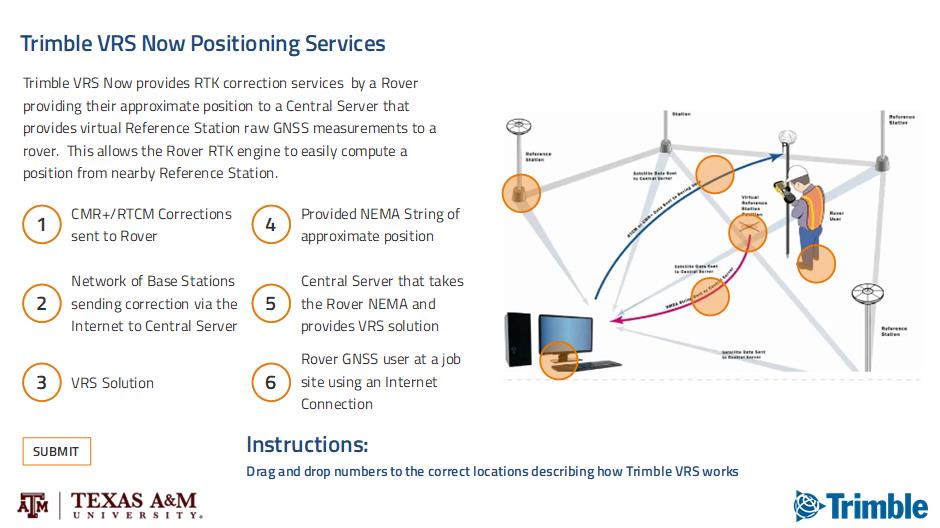 Trimble VRS Now Positioning Services
Trimble VRS Now provides RTK correction services by a Rover
providing their approximate position to a Central Server that
provides virtual Reference Station raw GNSS measurements to a
rover. This allows the Rover RTK engine to easily compute a
position from nearby Reference Station.
1
CMR+/RTCM Corrections
sent to Rover
2
Network of Base Stations
sending correction via the
Internet to Central Server
3
VRS Solution
4
Provided NEMA String of
approximate position
5
Central Server that takes
the Rover NEMA and
provides VRS solution
6
Rover GNSS user at a job
site using an Internet
Connection
Station
Reference
Station
Reference
Station
Satellite Data Sent
to Central Server
Virtual
Reference
Station
Rover
User
Satellite Data Sent
to Central Server
Reference
Station
Satellite Data Sent
to Central Server
SUBMIT
Instructions:
Drag and drop numbers to the correct locations describing how Trimble VRS works
ATM
TEXAS A&M
UNIVERSITY.
Trimble